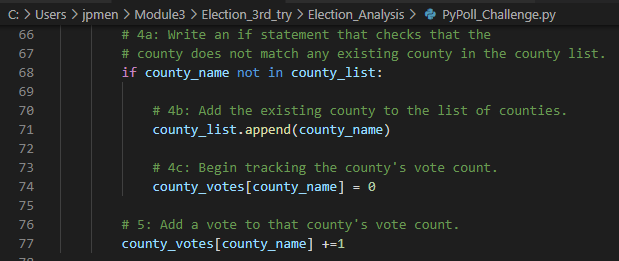 C: > Users > jpmen > Module3 > Election_3rd_try > Election_Analysis > PyPoll_Challenge.py
66 # 4a: Write an if statement that checks that the
67 # county does not match any existing county in the county list.
68 if county_name not in county_list:
69
70 # 4b: Add the existing county to the list of counties.
71 county_list.append(county_name)
72
73 # 4c: Begin tracking the county's vote count.
74 county_votes[county_name] = 0
75
76 # 5: Add a vote to that county's vote count.
77 county_votes[county_name] +=1